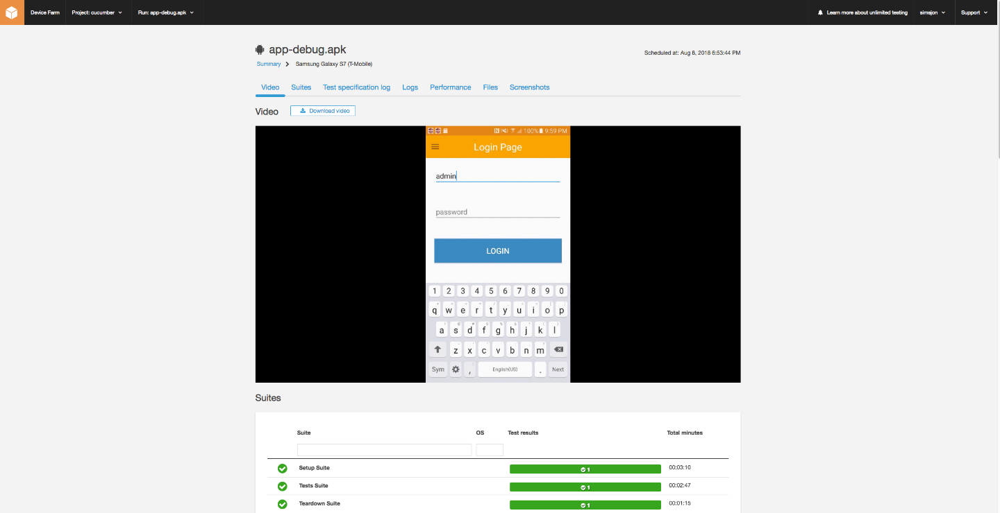 Device Farm Project: cucumber Run: app-debug.apk Learn more about unlimited testing simsjon Support
app-debug.apk
Scheduled at: Aug 8, 2018 6:53:44 PM
Summary Samsung Galaxy S7 (T-Mobile)
Video Suites Test specification log Logs Performance Files Screenshots
Video Download video
100% 9:59 PM
Login Page
admin
password
LOGIN
1 2 3 4 5 6 7 8 9 0
q w e r t y u i o p
a s d f g h j k l
z x c v b n m
Sym , English(US) . Next
Suites
Suite OS Test results Total minutes
Setup Suite 1 00:03:10
Tests Suite 1 00:02:47
Teardown Suite 1 00:01:15